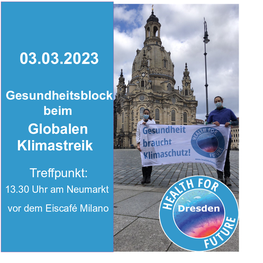 03.03.2023
Gesundheitsblock
beim
Globalen
Klimastreik
Treffpunkt:
13.30 Uhr am Neumarkt
vor dem Eiscafé Milano
Gesundheit
braucht
Klimaschutz!
HEALTH FOR
Dresden
FUTURE